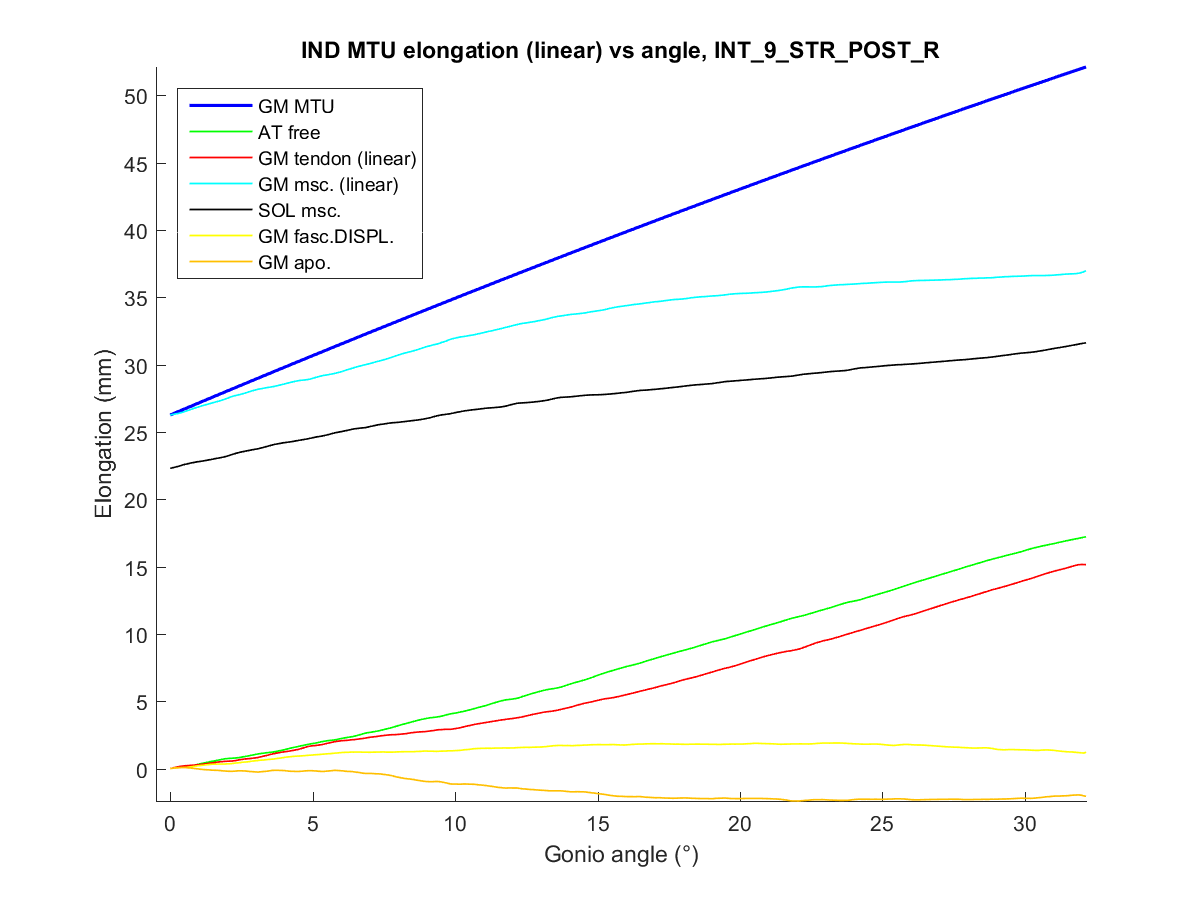 IND MTU elongation (linear) vs angle, INT_9_STR_POST_R
GM MTU
AT free
GM tendon (linear)
GM msc. (linear)
SOL msc.
GM fasc.DISPL.
GM apo.
Elongation (mm)
50
45
40
35
30
25
20
15
10
5
0
0 5 10 15 20 25 30
Gonio angle (°)